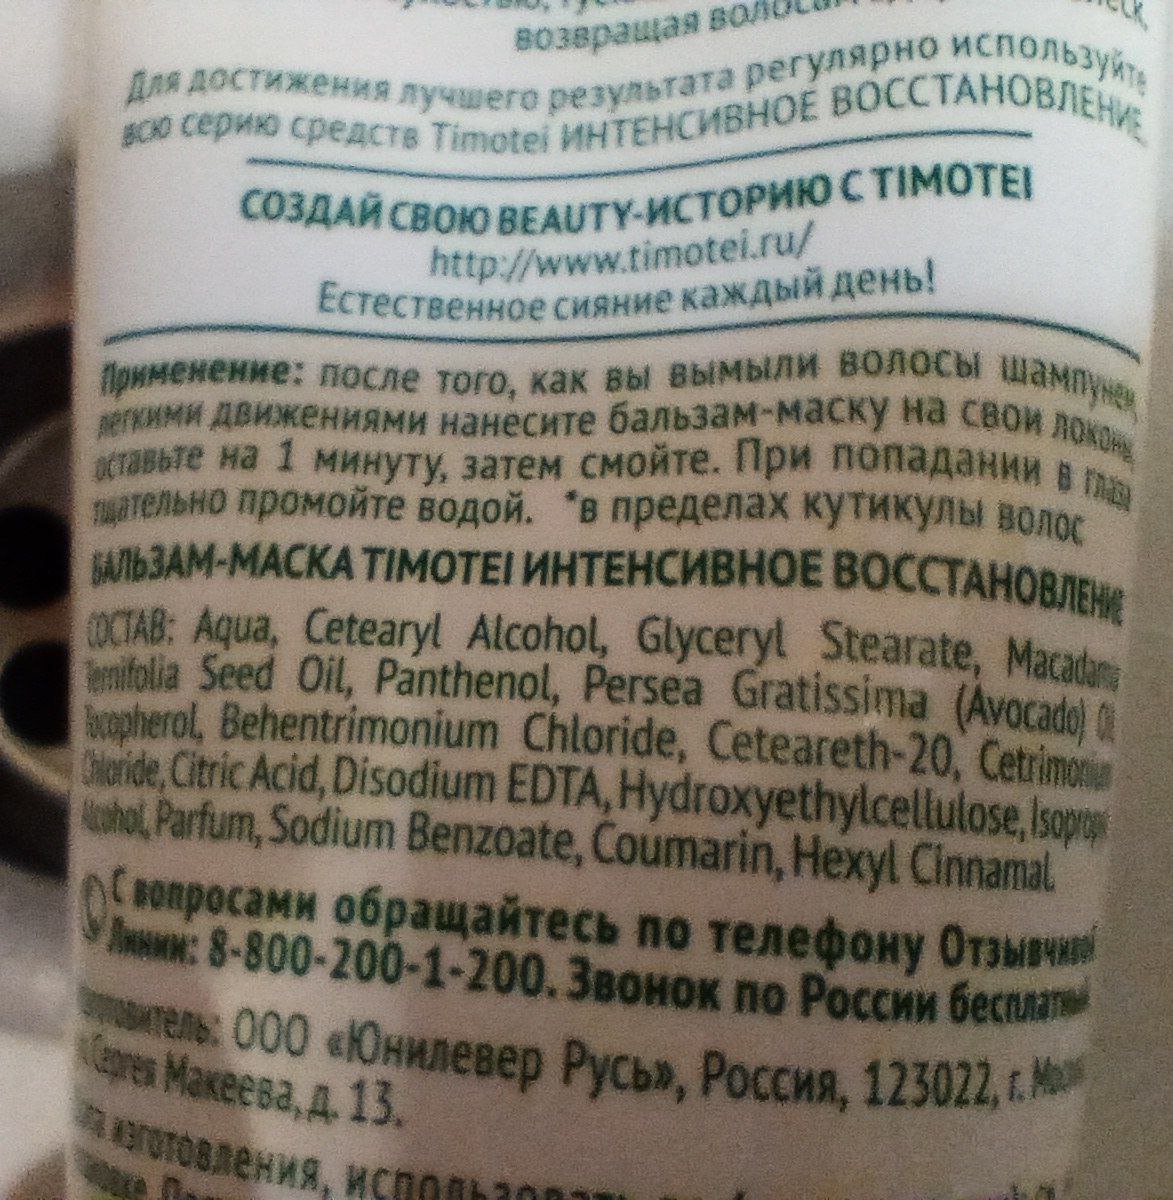 возвращая
Для достижения лучшего результата регулярно используйте
всю серию средств Timotei ИНТЕНСИВНОЕ ВОССТАНОВЛЕНИЕ
СОЗДАЙ СВОЮ BEAUTY-ИСТОРИЮ С TIMOTEI
http://www.timotei.ru/
Естественное сияние каждый день!
Применение: после того, как вы вымыли волосы шампунем,
легкими движениями нанесите бальзам-маску на свои локоны,
оставьте на 1 минуту, затем смойте. При попадании в глаза
тщательно промойте водой. *в пределах кутикулы волос
БАЛЬЗАМ-МАСКА TIMOTEI ИНТЕНСИВНОЕ ВОССТАНОВЛЕНИЕ
СОСТАВ: Aqua, Cetearyl Alcohol, Glyceryl Stearate, Macadamia
Ternifolia Seed Oil, Panthenol, Persea Gratissima (Avocado) Oil,
Tocopherol, Behentrimonium Chloride, Ceteareth-20, Cetrimonium
Chloride, Citric Acid, Disodium EDTA, Hydroxyethylcellulose, Isopropyl
Alcohol, Parfum, Sodium Benzoate, Coumarin, Hexyl Cinnamal.
С вопросами обращайтесь по телефону Отзывчивой
Линии: 8-800-200-1-200. Звонок по России бесплатный
ООО «Юнилевер Русь», Россия, 123022, г.
Сергея Макеева, д. 13.
изготовления,